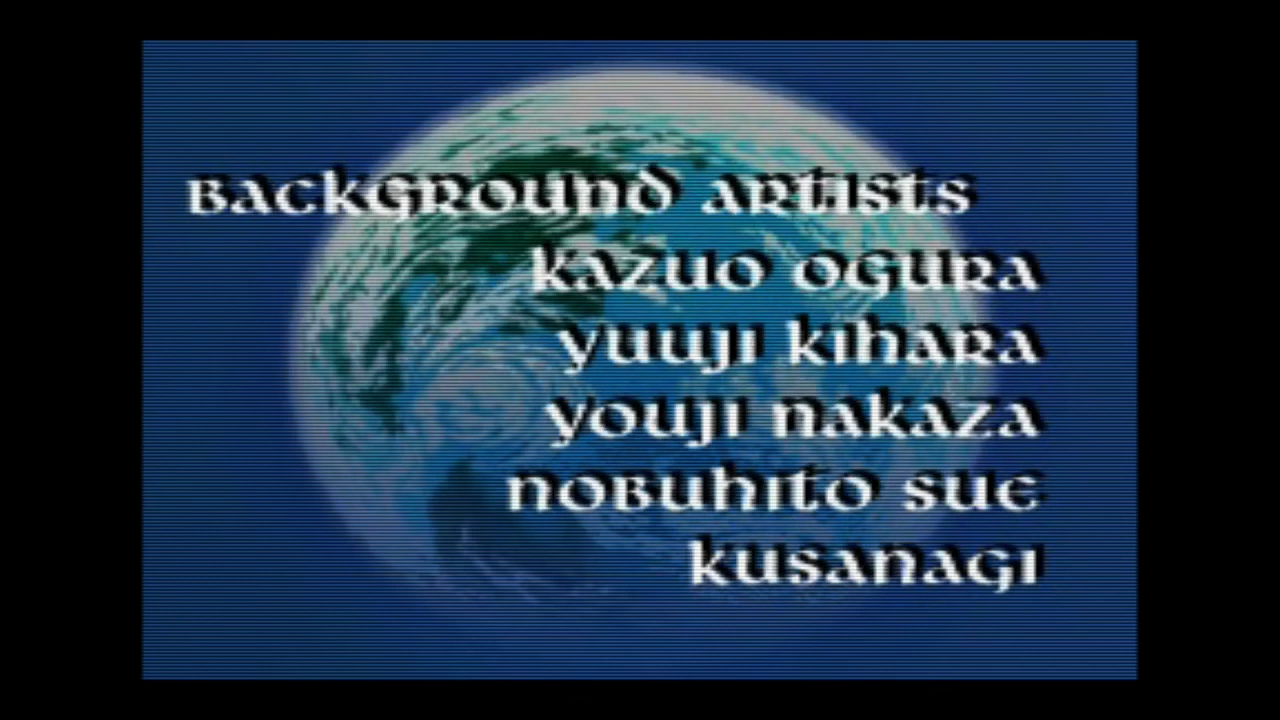 BACKGROUND ARTISTS
KAZUO OGURA
YUUJI KIHARA
YOUJI NAKAZA
NOBUHITO SUE
KUSANAGI